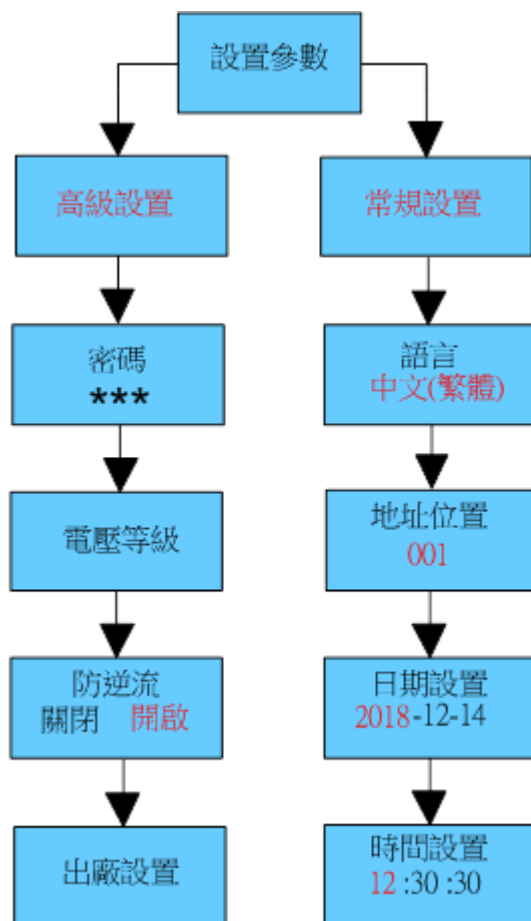 設置參數
高級設置
密碼
***
電壓等級
防逆流
關閉 開啟
出廠設置
常規設置
語言
中文(繁體)
地址位置
001
日期設置
2018-12-14
時間設置
12 :30 :30